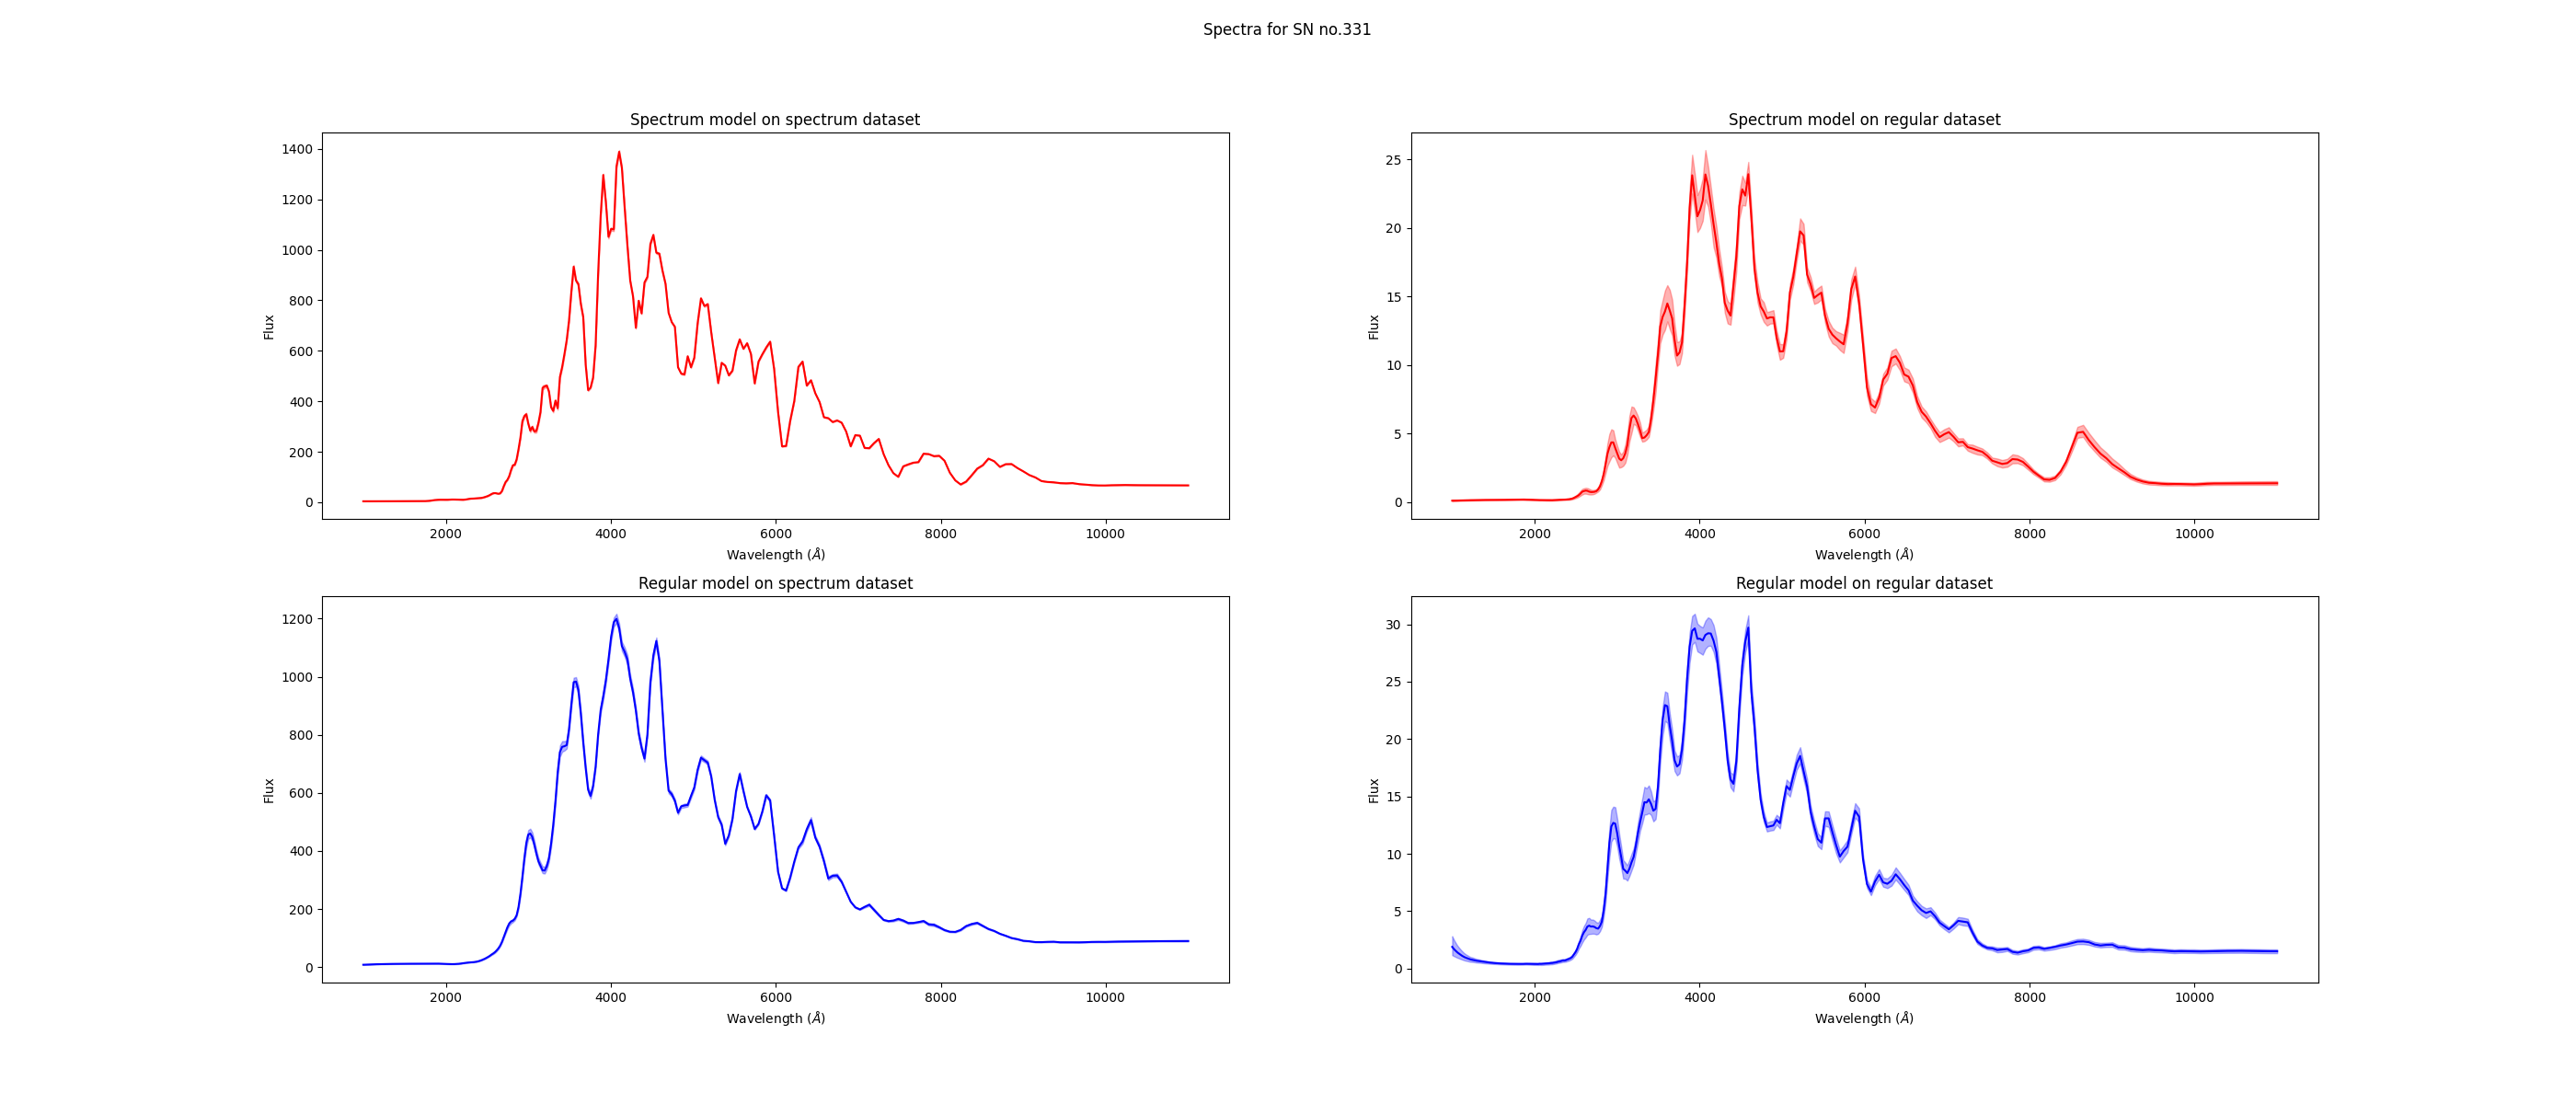 Spectra for SN no.331
Spectrum model on spectrum dataset
1400
1200
1000
800
600
400
200
0
Flux
2000 4000 6000 8000 10000
Wavelength (Å)
Spectrum model on regular dataset
25
20
15
10
5
0
Flux
2000 4000 6000 8000 10000
Wavelength (Å)
Regular model on spectrum dataset
1200
1000
800
600
400
200
0
Flux
2000 4000 6000 8000 10000
Wavelength (Å)
Regular model on regular dataset
30
25
20
15
10
5
0
Flux
2000 4000 6000 8000 10000
Wavelength (Å)